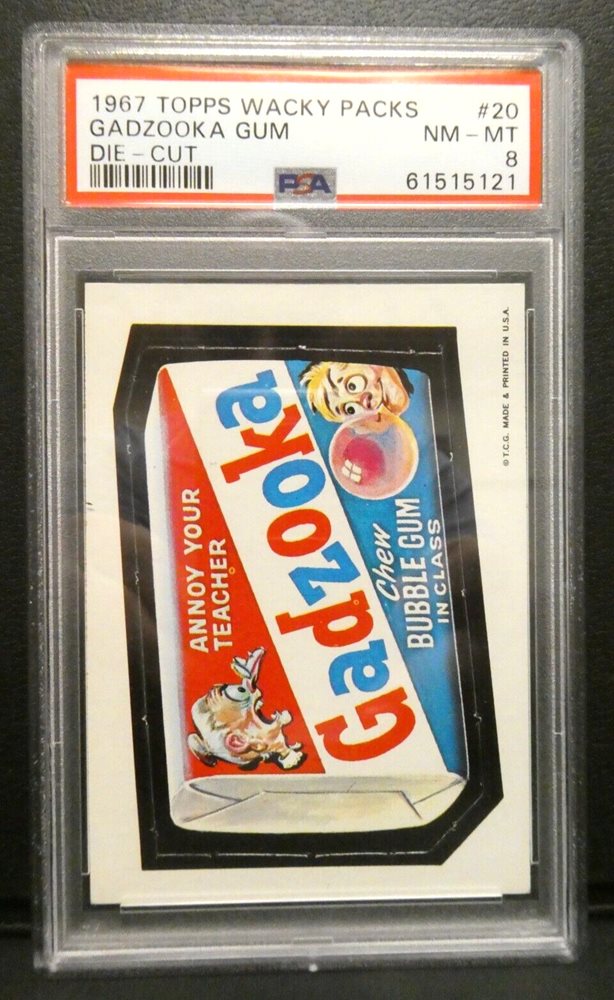 1967 TOPPS WACKY PACKS #20
GADZOOKA GUM NM-MT
DIE-CUT 8
PSA 61515121
ANNOY YOUR
TEACHER
Gadzooka
Chew
BUBBLE GUM
IN CLASS
© T.C.G. MADE & PRINTED IN U.S.A.